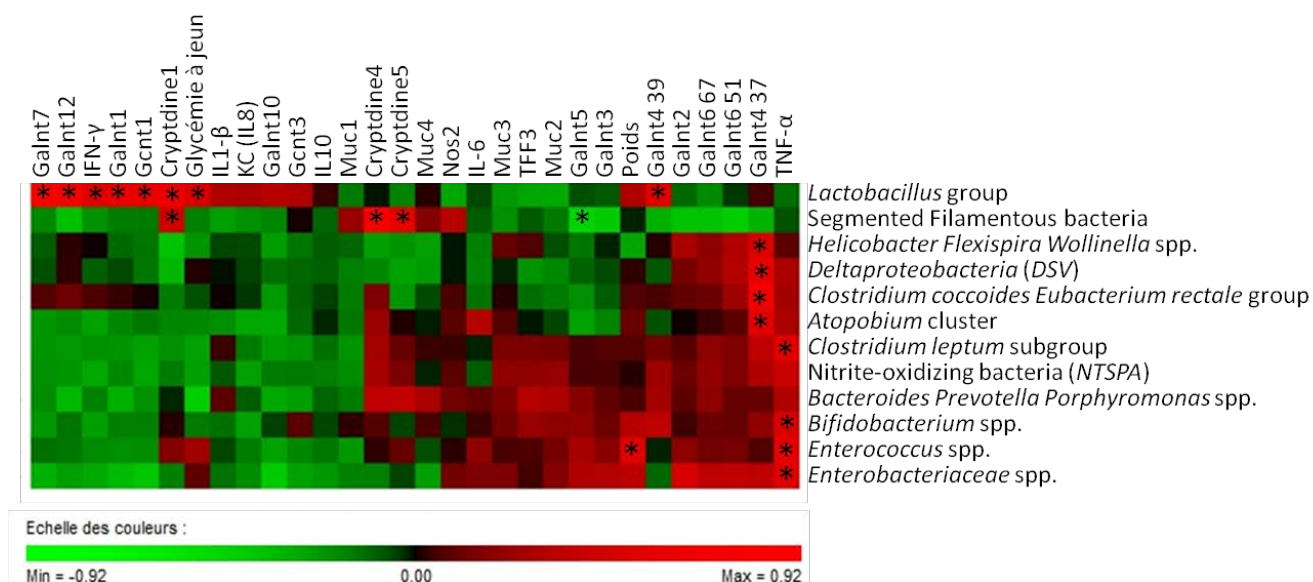 Galnt7
Galnt12
IFN-γ
Galnt1
Gcnt1
Cryptdine1
Glycémie à jeun
IL1-β
KC (IL8)
Galnt10
Gcnt3
IL10
Muc1
Cryptdine4
Cryptdine5
Muc4
Nos2
IL-6
Muc3
TFF3
Muc2
Galnt5
Galnt3
Poids
Galnt4 39
Galnt2
Galnt6 67
Galnt6 51
Galnt4 37
TNF-α
* * * * * * * * Lactobacillus group
* * * * Segmented Filamentous bacteria
* Helicobacter Flexispira Wollinella spp.
* Deltaproteobacteria (DSV)
* Clostridium coccoides Eubacterium rectale group
* Atopobium cluster
* Clostridium leptum subgroup
Nitrite-oxidizing bacteria (NTSPA)
Bacteroides Prevotella Porphyromonas spp.
* Bifidobacterium spp.
* * Enterococcus spp.
* Enterobacteriaceae spp.
Echelle des couleurs :
Min = -0.92 0.00 Max = 0.92